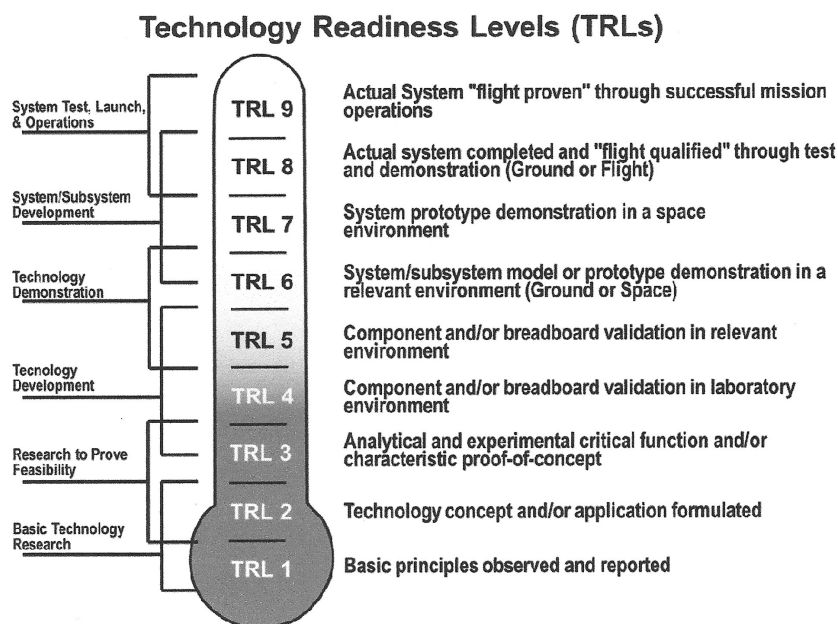 Technology Readiness Levels (TRLs)
System Test, Launch,
& Operations
System/Subsystem
Development
Technology
Demonstration
Tecnology
Development
Research to Prove
Feasibility
Basic Technology
Research
TRL 9
Actual System "flight proven" through successful mission
operations
TRL 8
Actual system completed and "flight qualified" through test
and demonstration (Ground or Flight)
TRL 7
System prototype demonstration in a space
environment
TRL 6
System/subsystem model or prototype demonstration in a
relevant environment (Ground or Space)
TRL 5
Component and/or breadboard validation in relevant
environment
TRL 4
Component and/or breadboard validation in laboratory
environment
TRL 3
Analytical and experimental critical function and/or
characteristic proof-of-concept
TRL 2
Technology concept and/or application formulated
TRL 1
Basic principles observed and reported